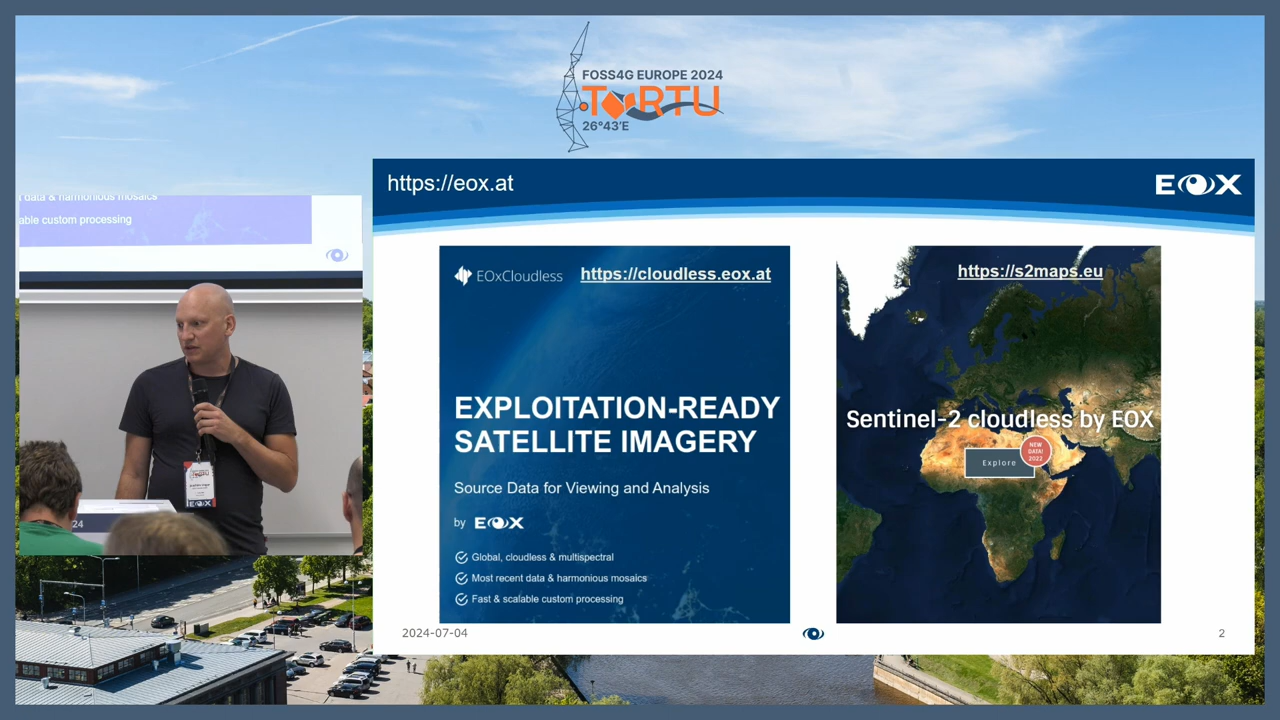 FOSS4G EUROPE 2024
TARTU
26°43'E
https://eox.at
EOX
data & harmonious mosaics
able custom processing
24
EOX
EOxCloudless
https://cloudless.eox.at
EXPLOITATION-READY
SATELLITE IMAGERY
Source Data for Viewing and Analysis
by EOX
Global, cloudless & multispectral
Most recent data & harmonious mosaics
Fast & scalable custom processing
https://s2maps.eu
Sentinel-2 cloudless by EOX
NEW
DATA!
2022
Explore
2024-07-04
2